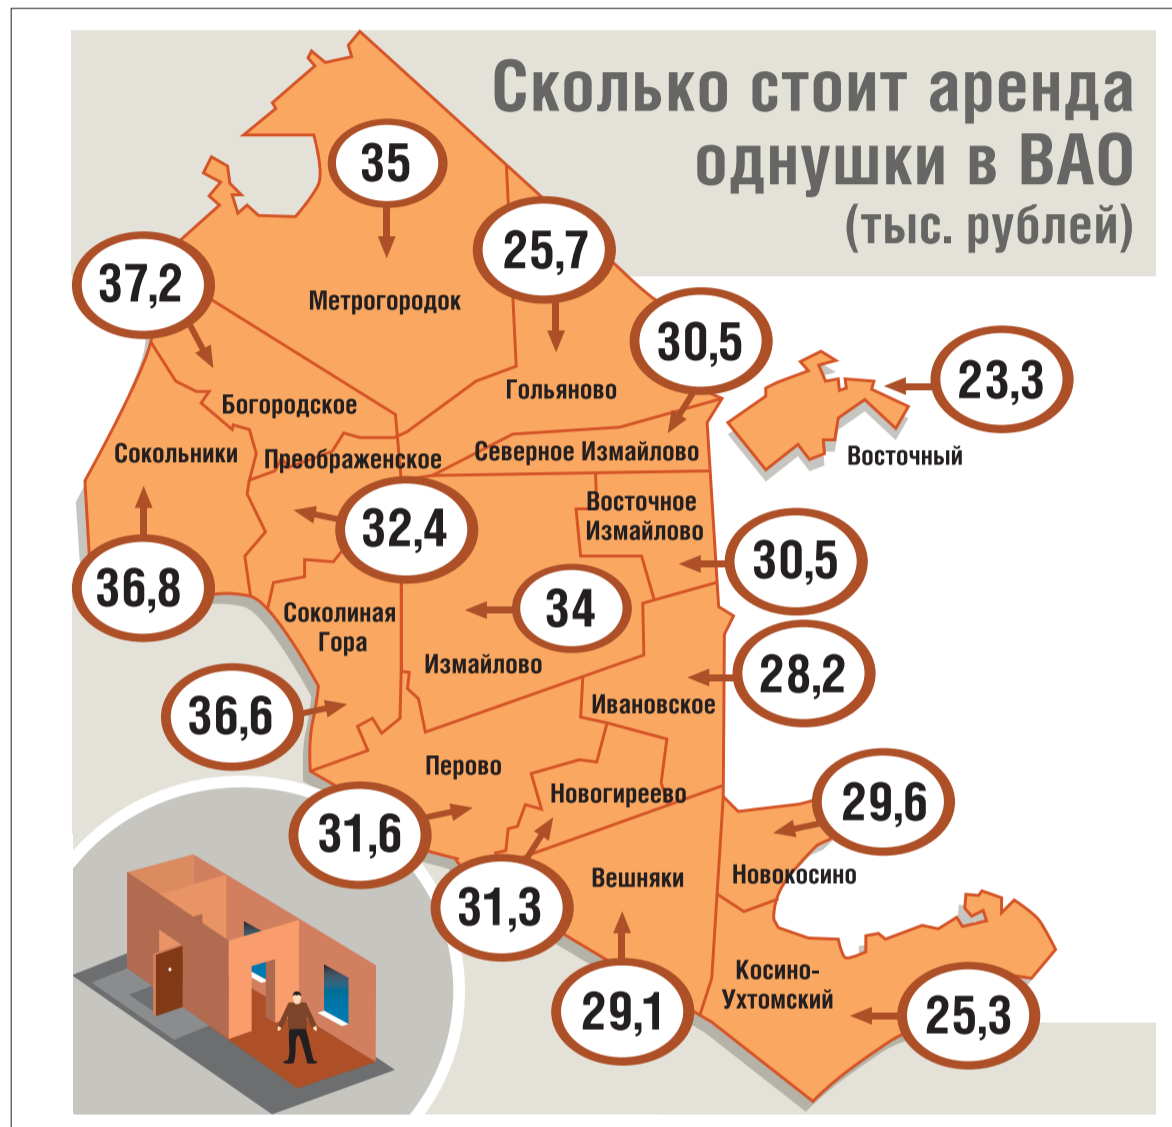 Сколько стоит аренда
однушки в ВАО
(тыс. рублей)
35
25,7
37,2
Метрогородок
30,5
23,3
Гольяново
Богородское
Сокольники
Преображенское
Северное Измайлово
Восточный
Восточное
Измайлово
32,4
30,5
36,8
34
Соколиная
Гора
Измайлово
28,2
Ивановское
36,6
Перово
Новогиреево
29,6
31,6
Вешняки
Новокосино
31,3
Косино-
Ухтомский
29,1
25,3